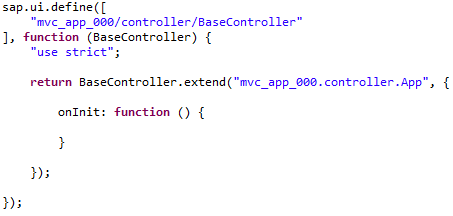 sap.ui.define([
    "mvc_app_000/controller/BaseController"
], function (BaseController) {
    "use strict";
    return BaseController.extend("mvc_app_000.controller.App", {
        onInit: function () {
        }
    });
});